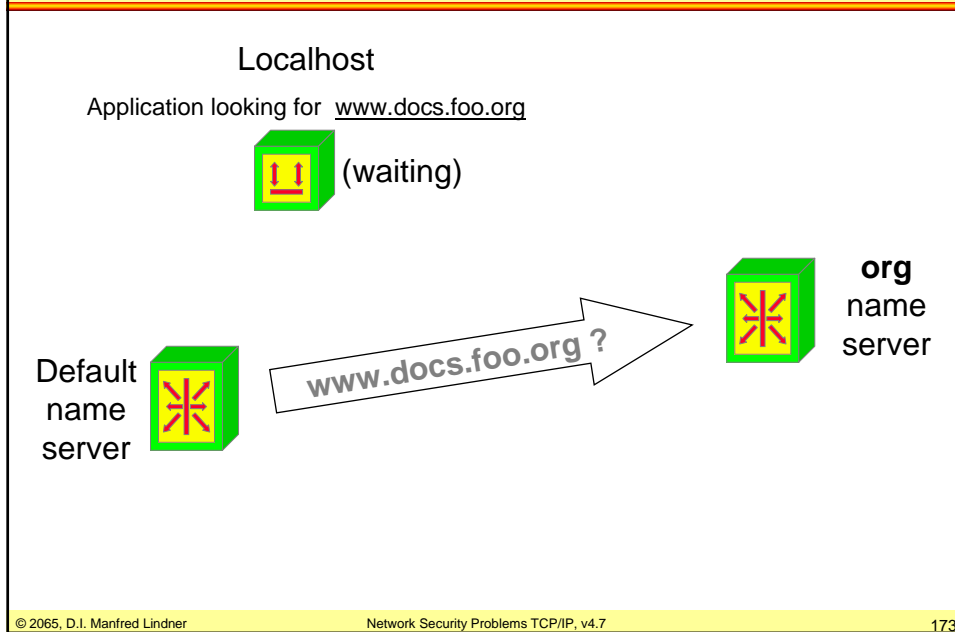 Localhost
Application looking for www.docs.foo.org
(waiting)
org
name
server
www.docs.foo.org ?
Default
name
server
© 2065, D.I. Manfred Lindner
Network Security Problems TCP/IP, v4.7
173